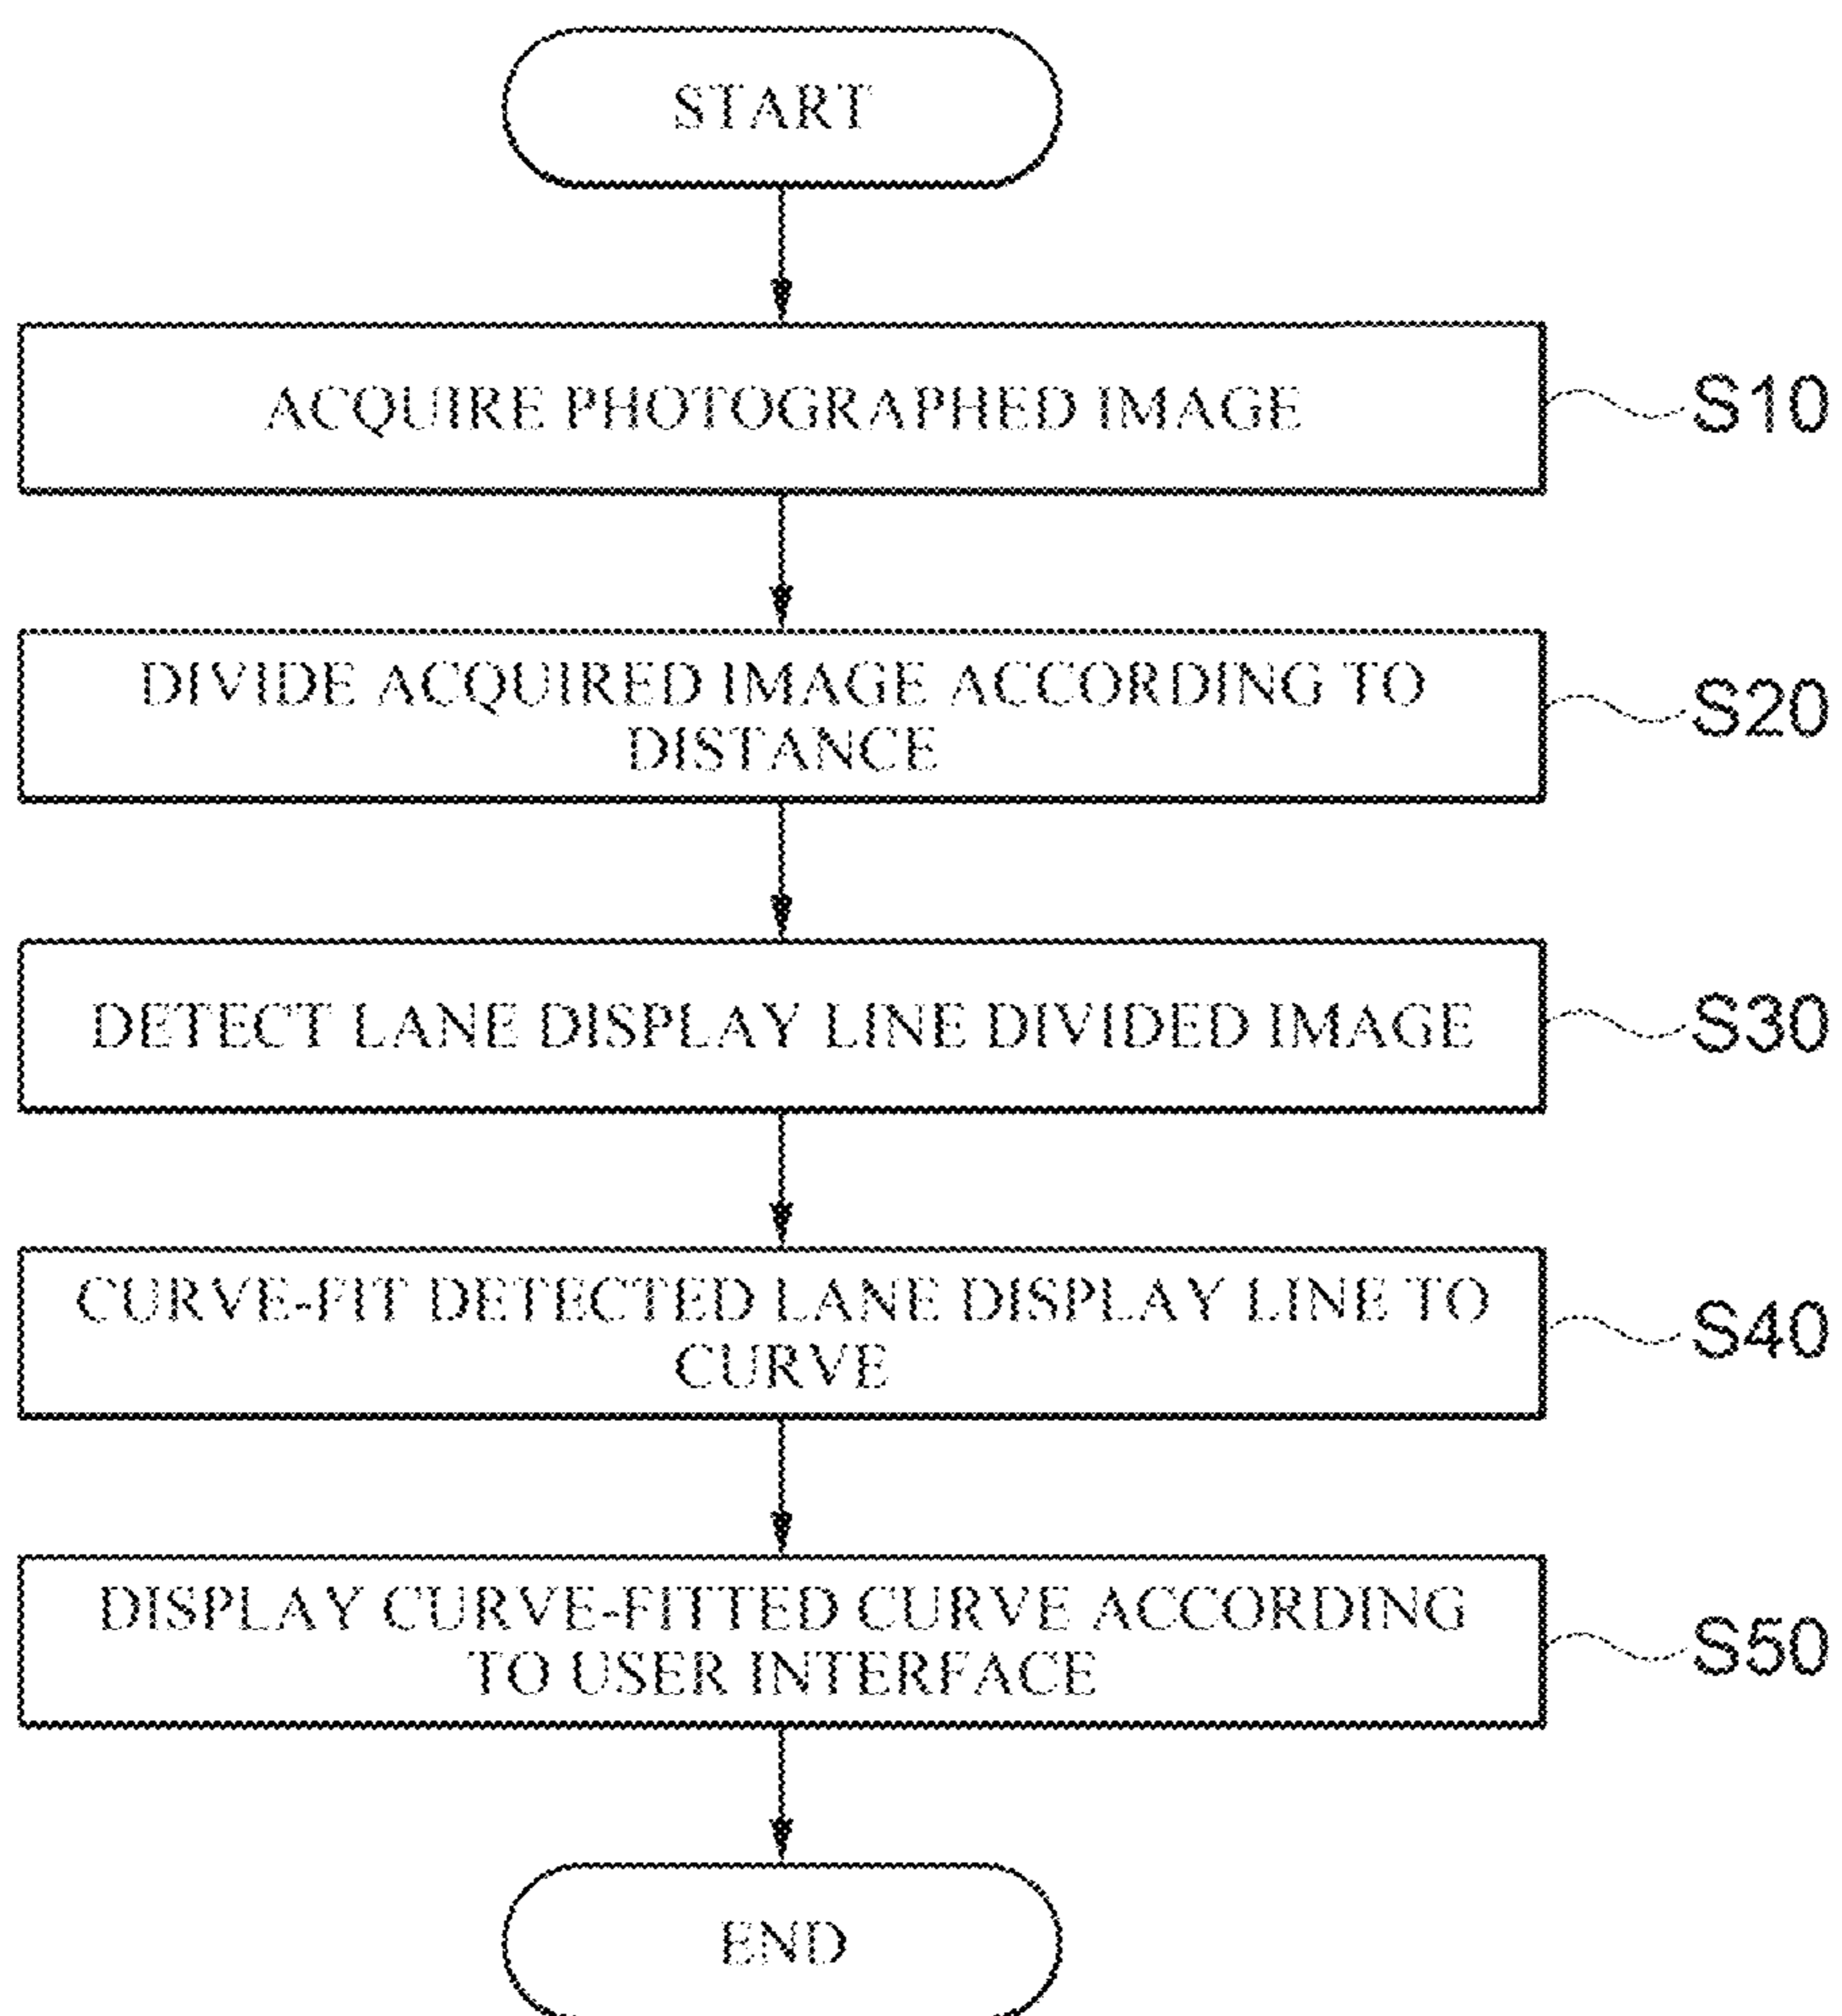 START
ACQUIRE PHOTOGRAPHED IMAGE
S10
DIVIDE ACQUIRED IMAGE ACCORDING TO
DISTANCE
S20
DETECT LANE DISPLAY LINE DIVIDED IMAGE
S30
CURVE-FIT DETECTED LANE DISPLAY LINE TO
CURVE
S40
DISPLAY CURVE-FITTED CURVE ACCORDING
TO USER INTERFACE
S50
END